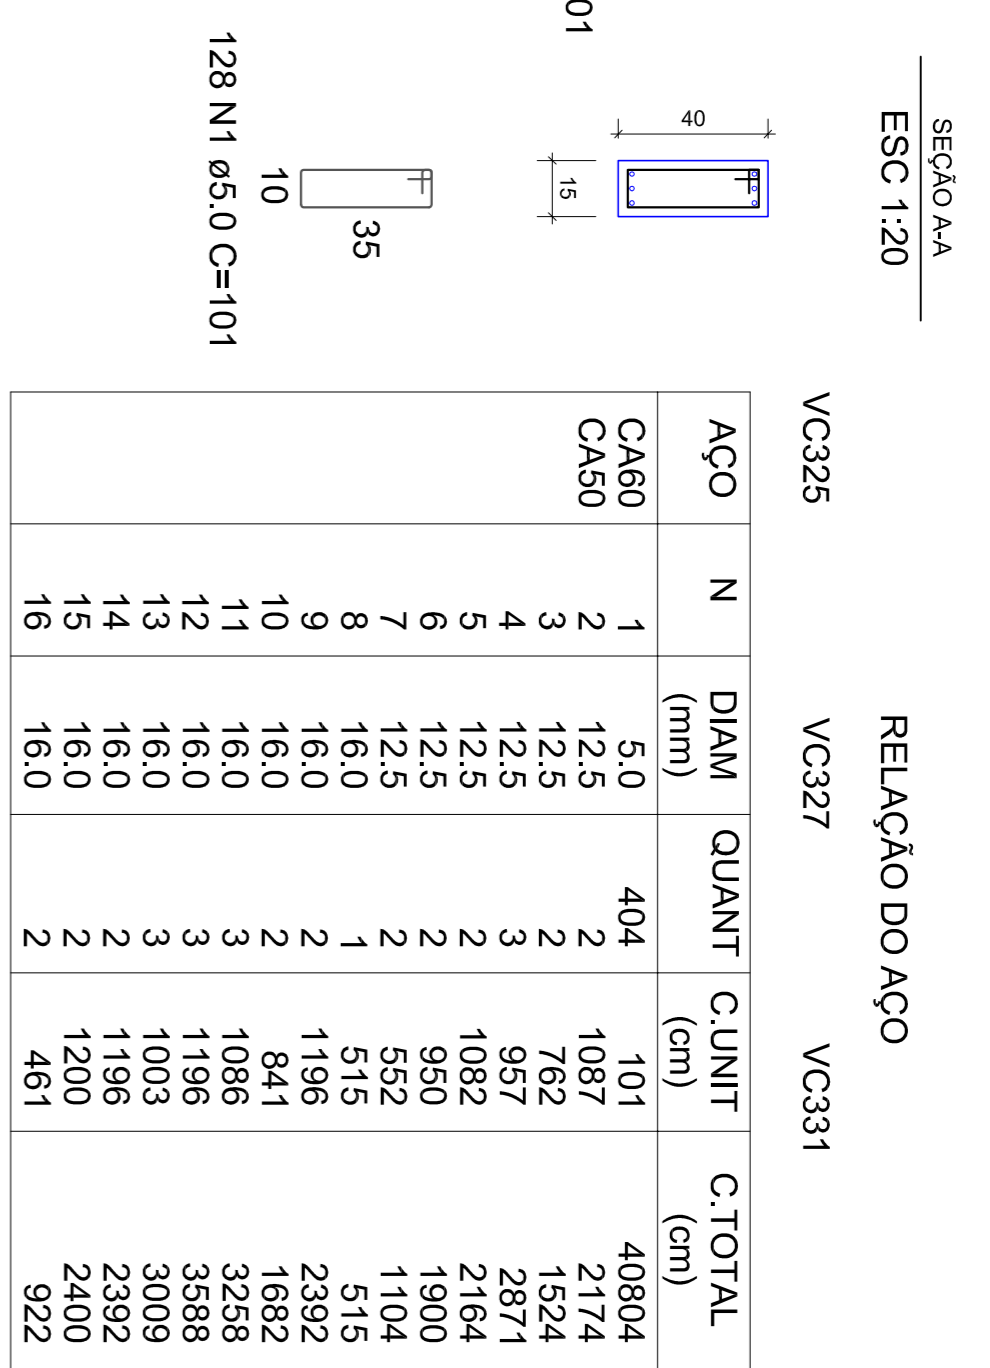 SEÇÃO A-A
ESC 1:20
40
15
01
35
10
128 N1 ø5.0 C=101
RELAÇÃO DO AÇO
VC325 VC327 VC331
AÇO N DIAM QUANT C.UNIT C.TOTAL
(mm) (cm) (cm)
CA60 1 5.0 404 101 40804
CA50 2 12.5 2 1087 2174
3 12.5 2 762 1524
4 12.5 3 957 2871
5 12.5 2 1082 2164
6 12.5 2 950 1900
7 12.5 2 552 1104
8 16.0 1 515 515
9 16.0 2 1196 2392
10 16.0 2 841 1682
11 16.0 3 1086 3258
12 16.0 3 1196 3588
13 16.0 3 1003 3009
14 16.0 2 1196 2392
15 16.0 2 1200 2400
16 16.0 2 461 922